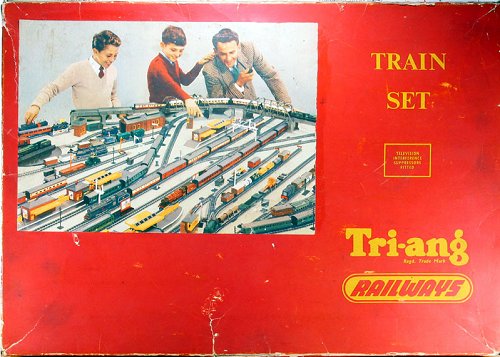 TRAIN
SET
TELEVISION
INTERFERENCE
SUPPRESSORS
FITTED
Tri-ang
Regd. Trade Mark
RAILWAYS